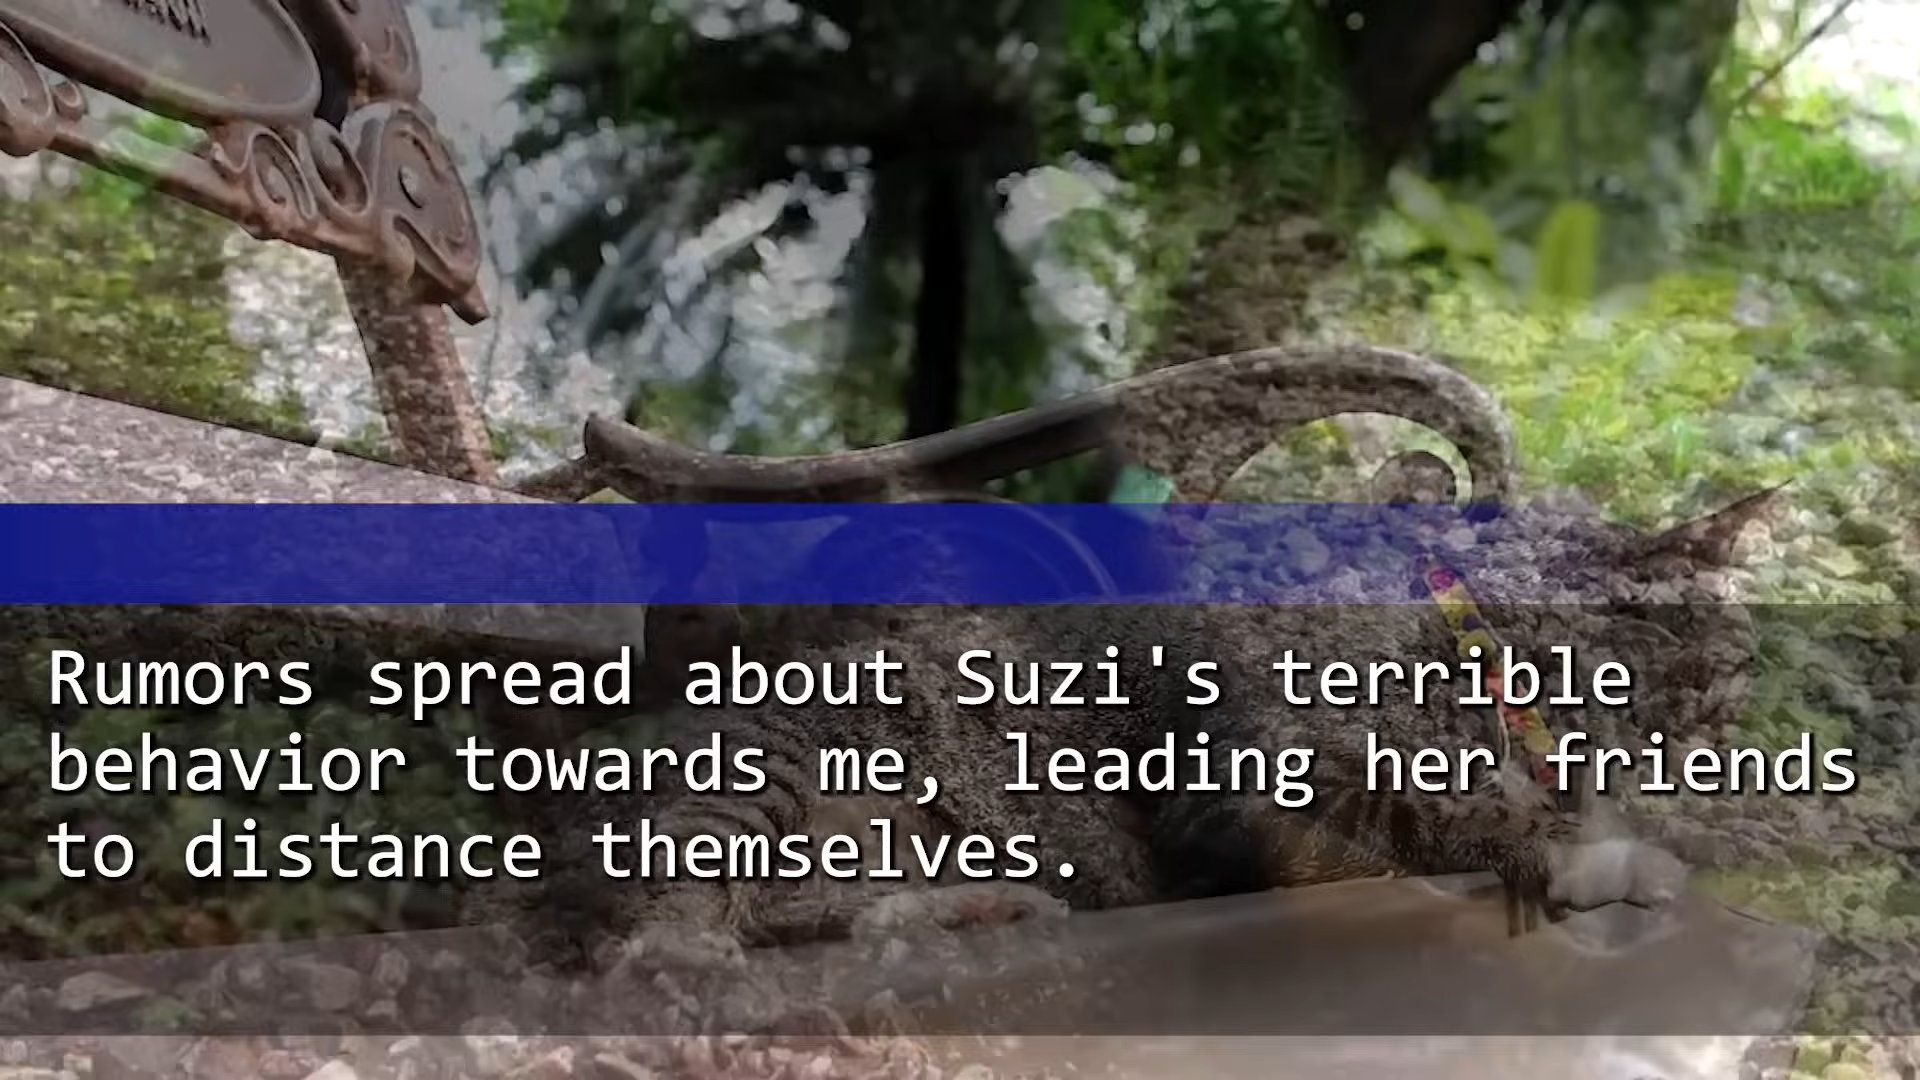 Rumors spread about Suzi's terrible
behavior towards me, leading her friends
to distance themselves.